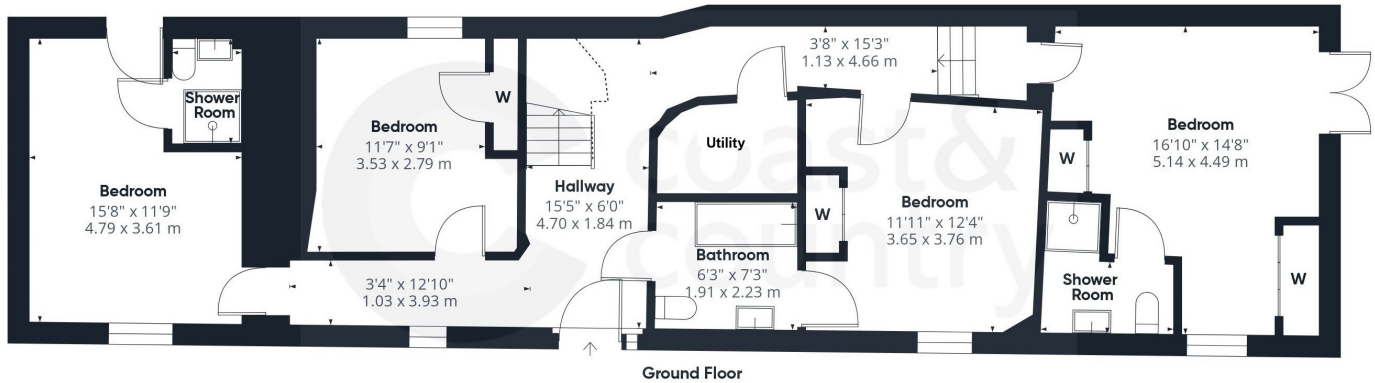 Shower
Room
Bedroom
15'8" x 11'9"
4.79 x 3.61 m
Bedroom
11'7" x 9'1"
3.53 x 2.79 m
W
3'4" x 12'10"
1.03 x 3.93 m
Hallway
15'5" x 6'0"
4.70 x 1.84 m
3'8" x 15'3"
1.13 x 4.66 m
Utility
Bathroom
6'3" x 7'3"
1.91 x 2.23 m
W
Bedroom
11'11" x 12'4"
3.65 x 3.76 m
Bedroom
16'10" x 14'8"
5.14 x 4.49 m
W
Shower
Room
W
coast &
country
Ground Floor